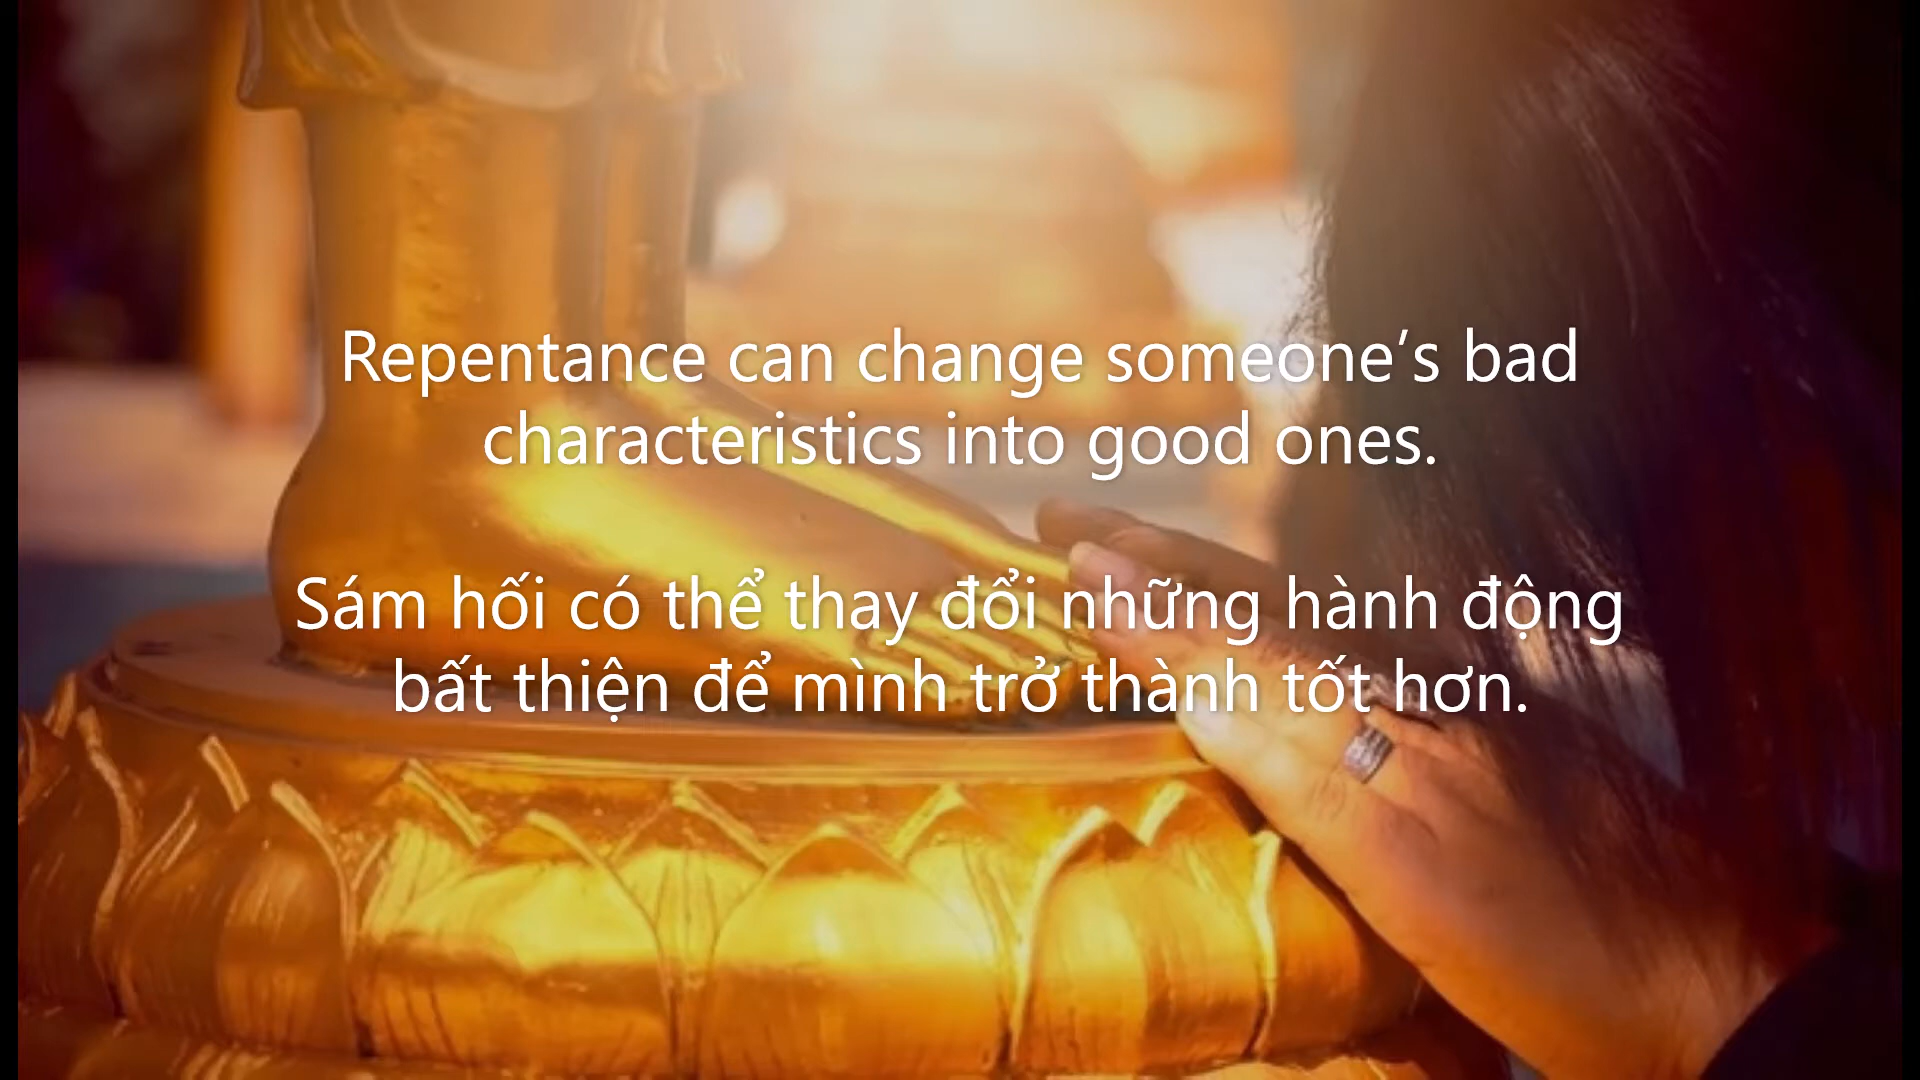 Repentance can change someone’s bad
characteristics into good ones.
Sám hối có thể thay đổi những hành động
bất thiện để mình trở thành tốt hơn.